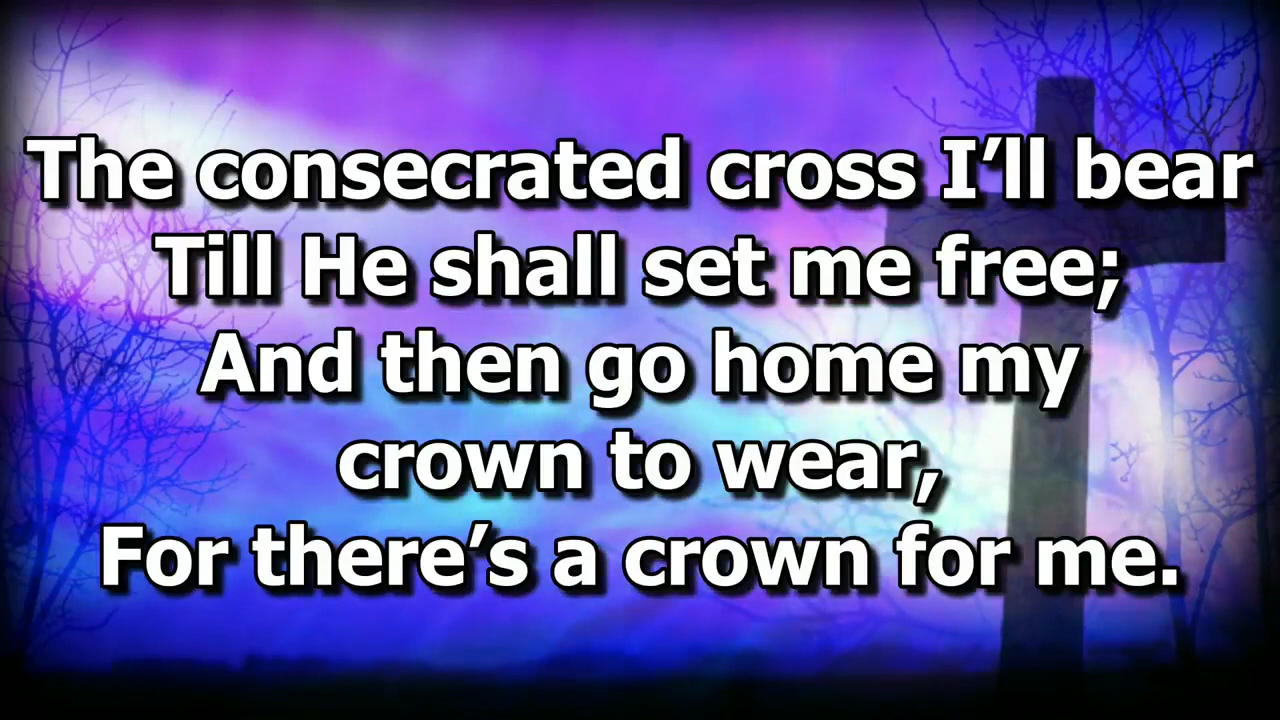 The consecrated cross I’ll bear
Till He shall set me free;
And then go home my
crown to wear,
For there’s a crown for me.